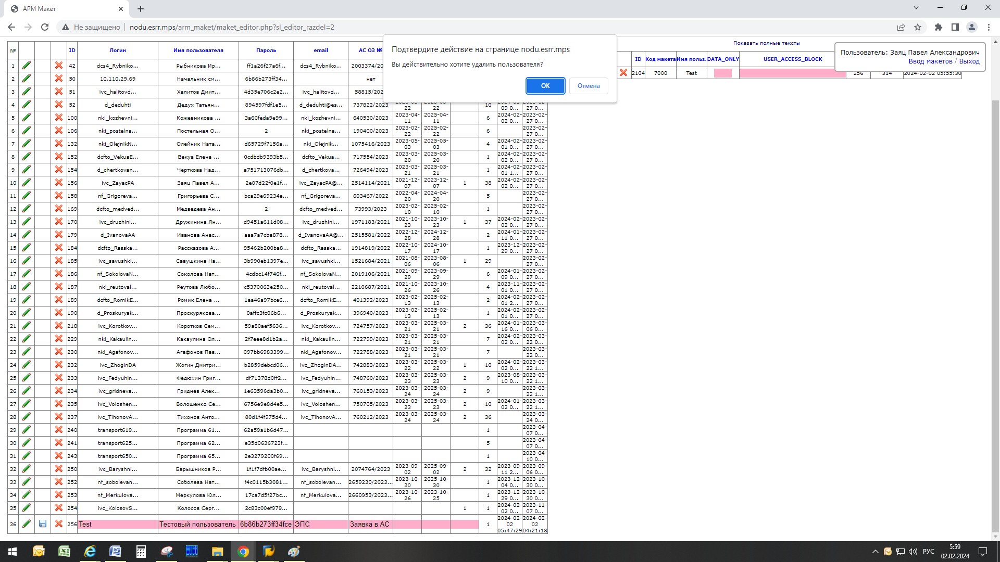 АРМ Макет
Не защищено nodu.esrr.mps/arm_maket/maket_editor.php?sl_editor_razdel=2
Подтвердите действие на странице nodu.esrr.mps
Вы действительно хотите удалить пользователя?
ОК Отмена
Показать полные тексты
Пользователь: Заяц Павел Александрович
Ввод макетов / Выход
ID Код макета Имя польз. DATA_ONLY USER_ACCESS_BLOCK
2104 7000 Test 256 314 2024-02-02 05:55:30
№ ID Логин Имя пользователя Пароль email АС ОЗ №
1 42 dcs4_Rybniko... Рыбникова Ир... ff1a26f27a6f... dcs4_Rybniko... 2003374/20
2 50 10.110.29.69 Начальник см... 6b86b273ff34... нет
3 51 ivc_halitovd... Халитов Дмит... 4d35e706c2e2... ivc_halitovd... 58815/202
4 52 d_deduhti Дедух Татьян... 894597fdf1e5... d_deduhti@es... 737822/2023 22 22 10 09 0... 27 0...
5 100 nki_kozhevni... Кожевникова ... 3a60feda9e99... nki_kozhevni... 640530/2023 2023-04-11 2025-04-11 6 2024-02-02 0... 2023-02-27 0...
6 106 nki_postelna... Постельная О... 2 nki_postelna... 190400/2023 2023-02-22 2025-02-22 6 2023-02-27 0...
7 132 nki_OlejnikN... Олейник Ната... d65729f7156a... nki_Olejnik... 1075416/2023 2023-05-03 2025-05-03 4 2024-02-01 0... 2023-02-27 0...
8 152 dcfto_VekuaE... Векуа Елена ... 0cdbdb9393b5... dcfto_Vekua... 717554/2023 2023-03-20 2025-03-20 1 2024-02-02 0... 2023-02-27 0...
9 154 d_chertkovan... Черткова Над... a751713076db... d_chertkova... 726494/2023 2023-03-21 2025-03-21 1 2024-02-01 1... 2023-02-27 0...
10 156 ivc_ZayacPA Заяц Павел А... 2e07d22f0e1f... ivc_ZayacPA@... 2514114/2021 2021-12-07 2023-12-07 1 38 2024-02-02 0... 2023-02-27 0...
11 158 nf_Grigoreva... Григорьева С... bca29e69234e... nf_Grigoreva... 603467/2022 2022-04-20 2024-04-20 5 2023-02-27 0...
12 169 dcfto_medved... Медведева Ан... 2 dcfto_medved... 73993/2023 2023-02-10 2025-02-10 1 2023-02-27 0...
13 170 ivc_druzhini... Дружинина Ян... d9451a611d08... ivc_druzhini... 1971183/2021 2021-10-23 2023-10-23 1 37 2024-02-02 0... 2023-02-27 0...
14 179 d_IvanovaAA Иванова Анас... aaa7a7cba878... d_IvanovaAA@... 2515581/2022 2022-12-28 2024-12-28 2 2024-01-11 0... 2023-02-27 0...
15 184 dcfto_Rasska... Рассказова А... 95462b200ba8... dcfto_Rasska... 1914819/2022 2022-10-17 2024-10-17 1 2023-12-29 0... 2023-02-27 0...
16 185 ivc_savushki... Савушкина На... 3b990eb1397e... ivc_savushki... 1521684/2021 2021-08-06 2023-08-06 1 29 2023-02-27 0...
17 186 nf_SokolovaN... Соколова Нат... 4cdbc14f746f... nf_SokolovaN... 2019106/2021 2021-09-29 2023-09-29 6 2024-01-09 0... 2023-02-27 0...
18 187 nki_reutoval... Реутова Любо... c5370063e250... nki_reutoval... 2210687/2021 2021-10-26 2023-10-26 4 2023-11-01 0... 2023-02-27 0...
19 189 dcfto_RomikE... Ромик Елена ... 1aa46a97bce6... dcfto_RomikE... 401392/2023 2023-02-13 2025-02-13 2 2024-02-01 2... 2023-02-27 0...
20 190 d_Proskuryak... Проскурякова... 0affc3fc06b6... d_Proskuryak... 396940/2023 2023-02-13 2025-02-13 1 2024-02-01 0... 2023-02-27 0...
21 218 ivc_Korotkov... Коротков Сем... 59a80aef5636... ivc_Korotkov... 724757/2023 2023-03-21 2025-03-21 2 36 2024-01-16 0... 2023-03-06 0...
22 229 nki_Kakaulin... Какаулина Ол... 2f7eee8d1b2a... nki_Kakaulin... 722799/2023 2023-03-21 2025-03-21 7 2024-02-02 0... 2023-03-22 0...
23 230 nki_Agafonov... Агафонов Пав... 097bb6983399... nki_Agafonov... 722788/2023 2023-03-21 2025-03-21 7 2023-03-22 0...
24 232 ivc_ZhoginDA Жогин Дмитри... b2859debcd06... ivc_ZhoginDA... 742883/2023 2023-03-22 2025-03-22 1 10 2024-02-02 0... 2023-03-22 1...
25 233 ivc_Fedyuhin... Федюхин Григ... df71378d0ff2... ivc_Fedyuhin... 748760/2023 2023-03-23 2025-03-23 2 9 2023-08-10 0... 2023-03-22 1...
26 234 ivc_gridneva... Гриднев Алек... 1e63596da3b0... ivc_gridneva... 760153/2023 2023-03-24 2025-03-24 2 9 2023-03-22 1...
27 235 ivc_Voloshen... Волошенко Се... 6756e9e8d4e5... ivc_Voloshen... 750705/2023 2023-03-23 2025-03-23 2 10 2024-01-02 0... 2023-03-22 1...
28 237 ivc_TihonovA... Тихонов Анто... 80d1f4f975d4... ivc_TihonovA... 760212/2023 2023-03-24 2025-03-24 2 36 2023-03-24 0...
29 240 transport619... Программа 61... 62a59a1b6d47... 1 2023-04-07 0...
30 241 transport625... Программа 62... e35d0636723f... 5 2023-04-07 0...
31 243 transport650... Программа 65... 2e3279200f69... 1 2023-04-10 0...
32 250 ivc_Baryshni... Барышников Р... 1f1f7dfb00ae... ivc_Baryshni... 2074764/2023 2023-09-02 2025-09-02 2 32 2023-09-11 2... 2023-09-06 0...
33 252 nf_sobolevan... Соболева Нат... f4c0115b3081... nf_sobolevan... 2659230/2023... 2023-10-30 2025-10-30 1 2023-12-04 0... 2023-10-30 0...
34 253 nf_Merkulova... Меркулова Юл... 17ca7d5f27bc... nf_Merkulova... 2660953/2023... 2023-10-26 2025-10-25 1 2023-12-29 0... 2023-10-30 0...
35 254 ivc_KolosovS... Колосов Серг... 2c83c00ef979... 1 1 2024-02-02 0... 2023-11-07 0...
36 256 Test Тестовый пользователь 6b86b273ff34fce ЭПС Заявка в АС 1 2024-02-02 05:47:29 2024-02-02 04:21:18
РУС 5:59
02.02.2024